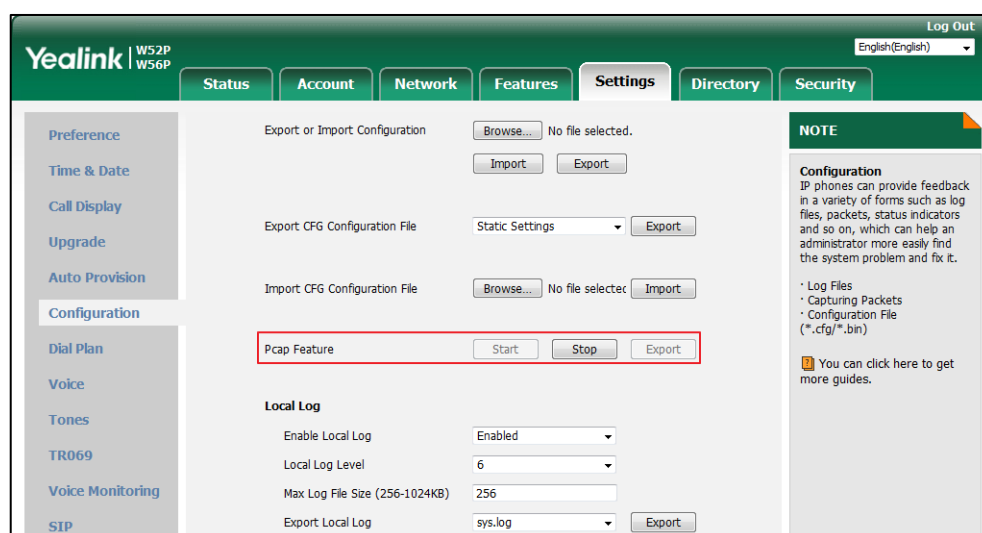 Log Out
Yealink W52P
W56P
English(English)
Status Account Network Features Settings Directory Security
Preference
Time & Date
Call Display
Upgrade
Auto Provision
Configuration
Dial Plan
Voice
Tones
TR069
Voice Monitoring
SIP
Export or Import Configuration Browse... No file selected.
Import Export
Export CFG Configuration File Static Settings Export
Import CFG Configuration File Browse... No file selectec Import
Pcap Feature Start Stop Export
Local Log
Enable Local Log Enabled
Local Log Level 6
Max Log File Size (256-1024KB) 256
Export Local Log sys.log Export
NOTE
Configuration
IP phones can provide feedback
in a variety of forms such as log
files, packets, status indicators
and so on, which can help an
administrator more easily find
the system problem and fix it.
· Log Files
· Capturing Packets
· Configuration File
(*.cfg/*.bin)
You can click here to get
more guides.